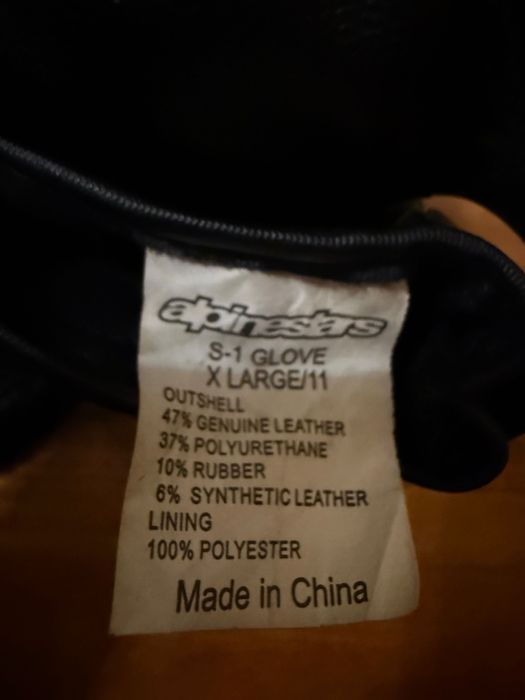 alpinestars
S-1 GLOVE
X LARGE/11
OUTSHELL
47% GENUINE LEATHER
37% POLYURETHANE
10% RUBBER
6% SYNTHETIC LEATHER
LINING
100% POLYESTER
Made in China